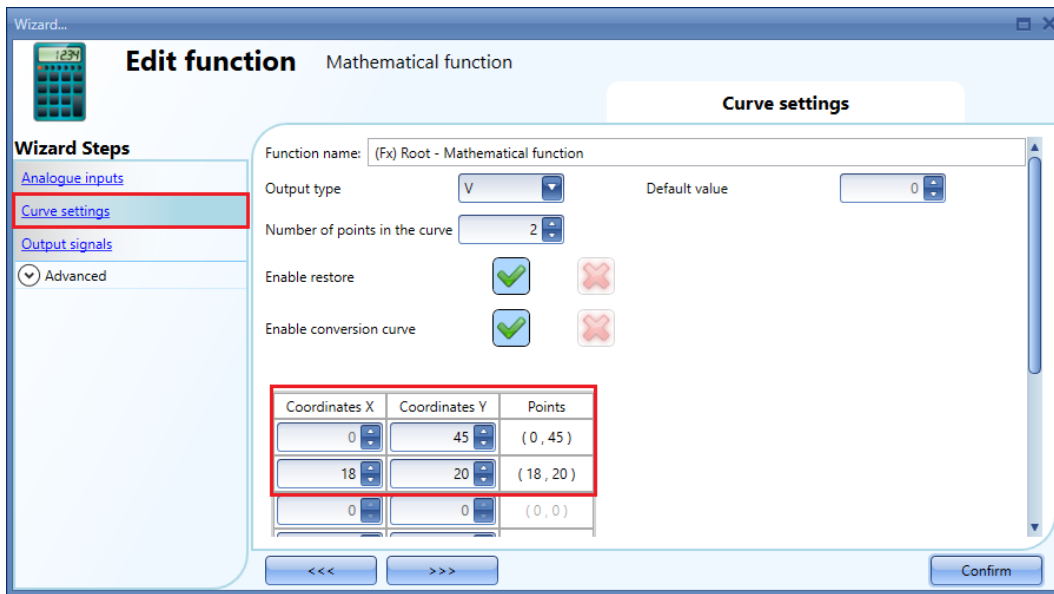 Wizard...
1234
Edit function Mathematical function
Curve settings
Wizard Steps
Analogue inputs
Curve settings
Output signals
Advanced
Function name: (Fx) Root - Mathematical function
Output type V Default value 0
Number of points in the curve 2
Enable restore
Enable conversion curve
Coordinates X Coordinates Y Points
0 45 ( 0 , 45 )
18 20 ( 18 , 20 )
0 0 ( 0 , 0 )
<<< >>> Confirm